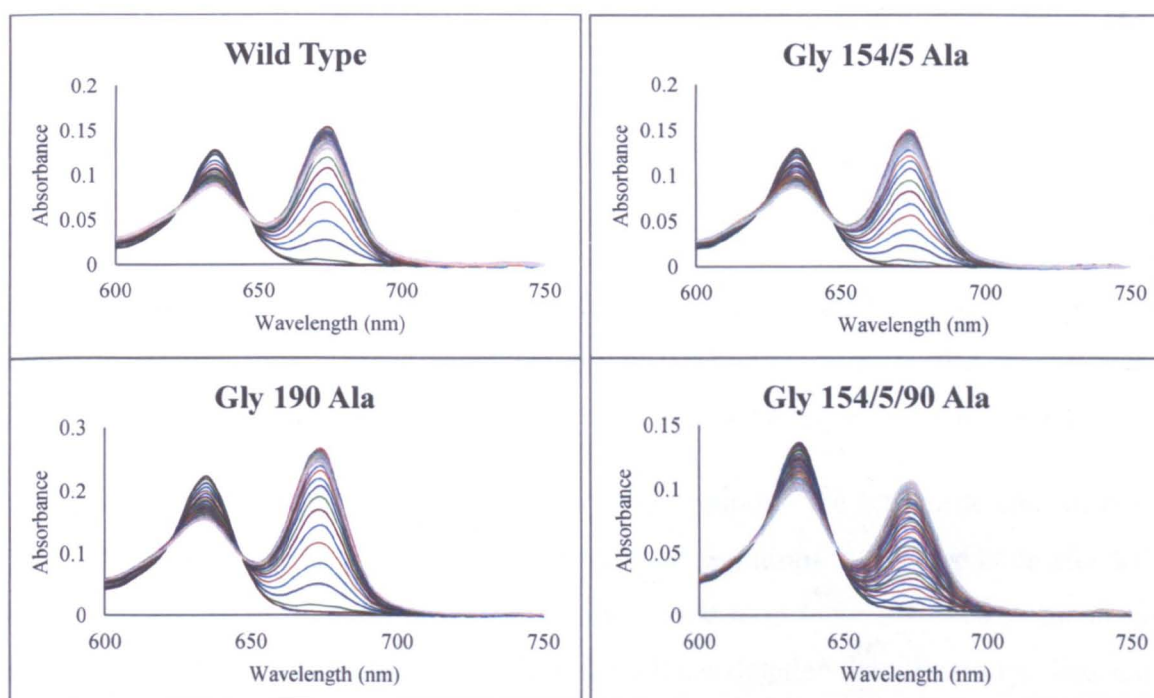 Wild Type
0.2
0.15
0.1
0.05
0
Absorbance
600 650 700 750
Wavelength (nm)
Gly 154/5 Ala
0.2
0.15
0.1
0.05
0
Absorbance
600 650 700 750
Wavelength (nm)
Gly 190 Ala
0.3
0.2
0.1
0
Absorbance
600 650 700 750
Wavelength (nm)
Gly 154/5/90 Ala
0.15
0.1
0.05
0
Absorbance
600 650 700 750
Wavelength (nm)